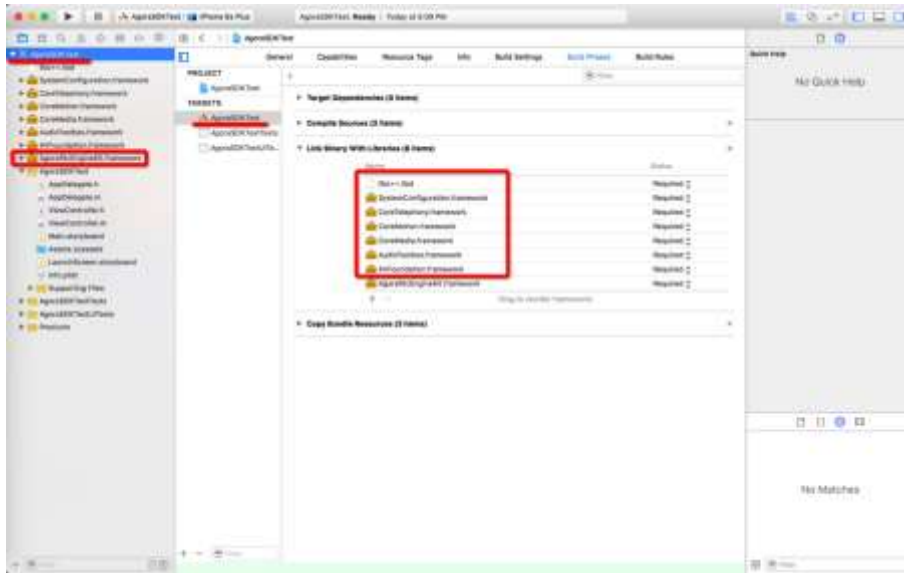 AgoraSDKTest
iPhone 6s Plus
AgoraSDKTest: Ready | Today at
AgoraSDKTest
General
Capabilities
Resource Tags
Info
Build Settings
Build Phases
Build Rules
Quick Help
No Quick Help
PROJECT
AgoraSDKTest
TARGETS
AgoraSDKTest
AgoraSDKTestTests
AgoraSDKTestUITe...
SystemConfiguration.framework
CoreTelephony.framework
CoreMotion.framework
CoreMedia.framework
AudioToolbox.framework
AVFoundation.framework
AgoraRtcEngineKit.framework
AgoraSDKTest
AppDelegate.h
AppDelegate.m
ViewController.h
ViewController.m
Main.storyboard
Assets.xcassets
LaunchScreen.storyboard
Info.plist
Supporting Files
AgoraSDKTestTests
AgoraSDKTestUITests
Products
Target Dependencies (0 items)
Compile Sources (3 items)
Link Binary With Libraries (8 items)
Name
Status
libc++.tbd
Required
SystemConfiguration.framework
Required
CoreTelephony.framework
Required
CoreMotion.framework
Required
CoreMedia.framework
Required
AudioToolbox.framework
Required
AVFoundation.framework
Required
AgoraRtcEngineKit.framework
Required
Drag to reorder frameworks
Copy Bundle Resources (3 items)
No Matches